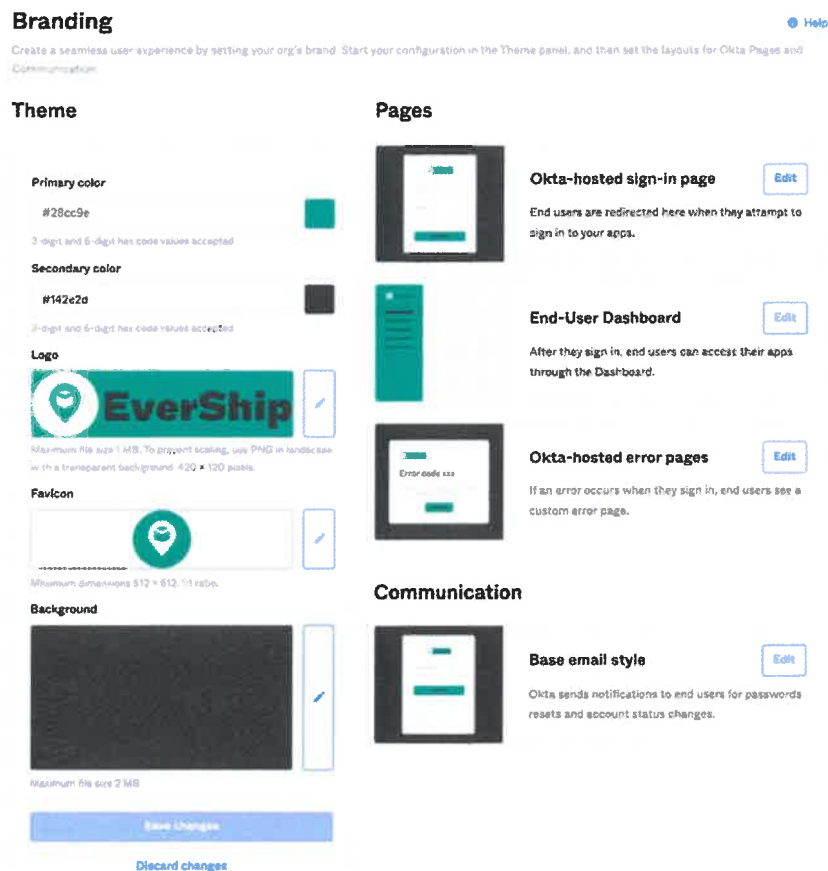 Branding
Help
Create a seamless user experience by setting your org's brand. Start your configuration in the Theme panel, and then set the layouts for Okta Pages and
Communication.
Theme
Primary color
#28cc9e
3-digit and 6-digit hex code values accepted
Secondary color
#142e2d
3-digit and 6-digit hex code values accepted
Logo
EverShip
Maximum file size 1 MB. To prevent scaling, use PNG in landscape
with a transparent background. 420 × 120 pixels.
Favicon
Maximum dimensions 512 × 512. 1:1 ratio.
Background
Maximum file size 2 MB
Save Changes
Discard changes
Pages
Okta-hosted sign-in page
Edit
End users are redirected here when they attempt to
sign in to your apps.
End-User Dashboard
Edit
After they sign in, end users can access their apps
through the Dashboard.
Error code xxx
Okta-hosted error pages
Edit
If an error occurs when they sign in, end users see a
custom error page.
Communication
Base email style
Edit
Okta sends notifications to end users for passwords
resets and account status changes.